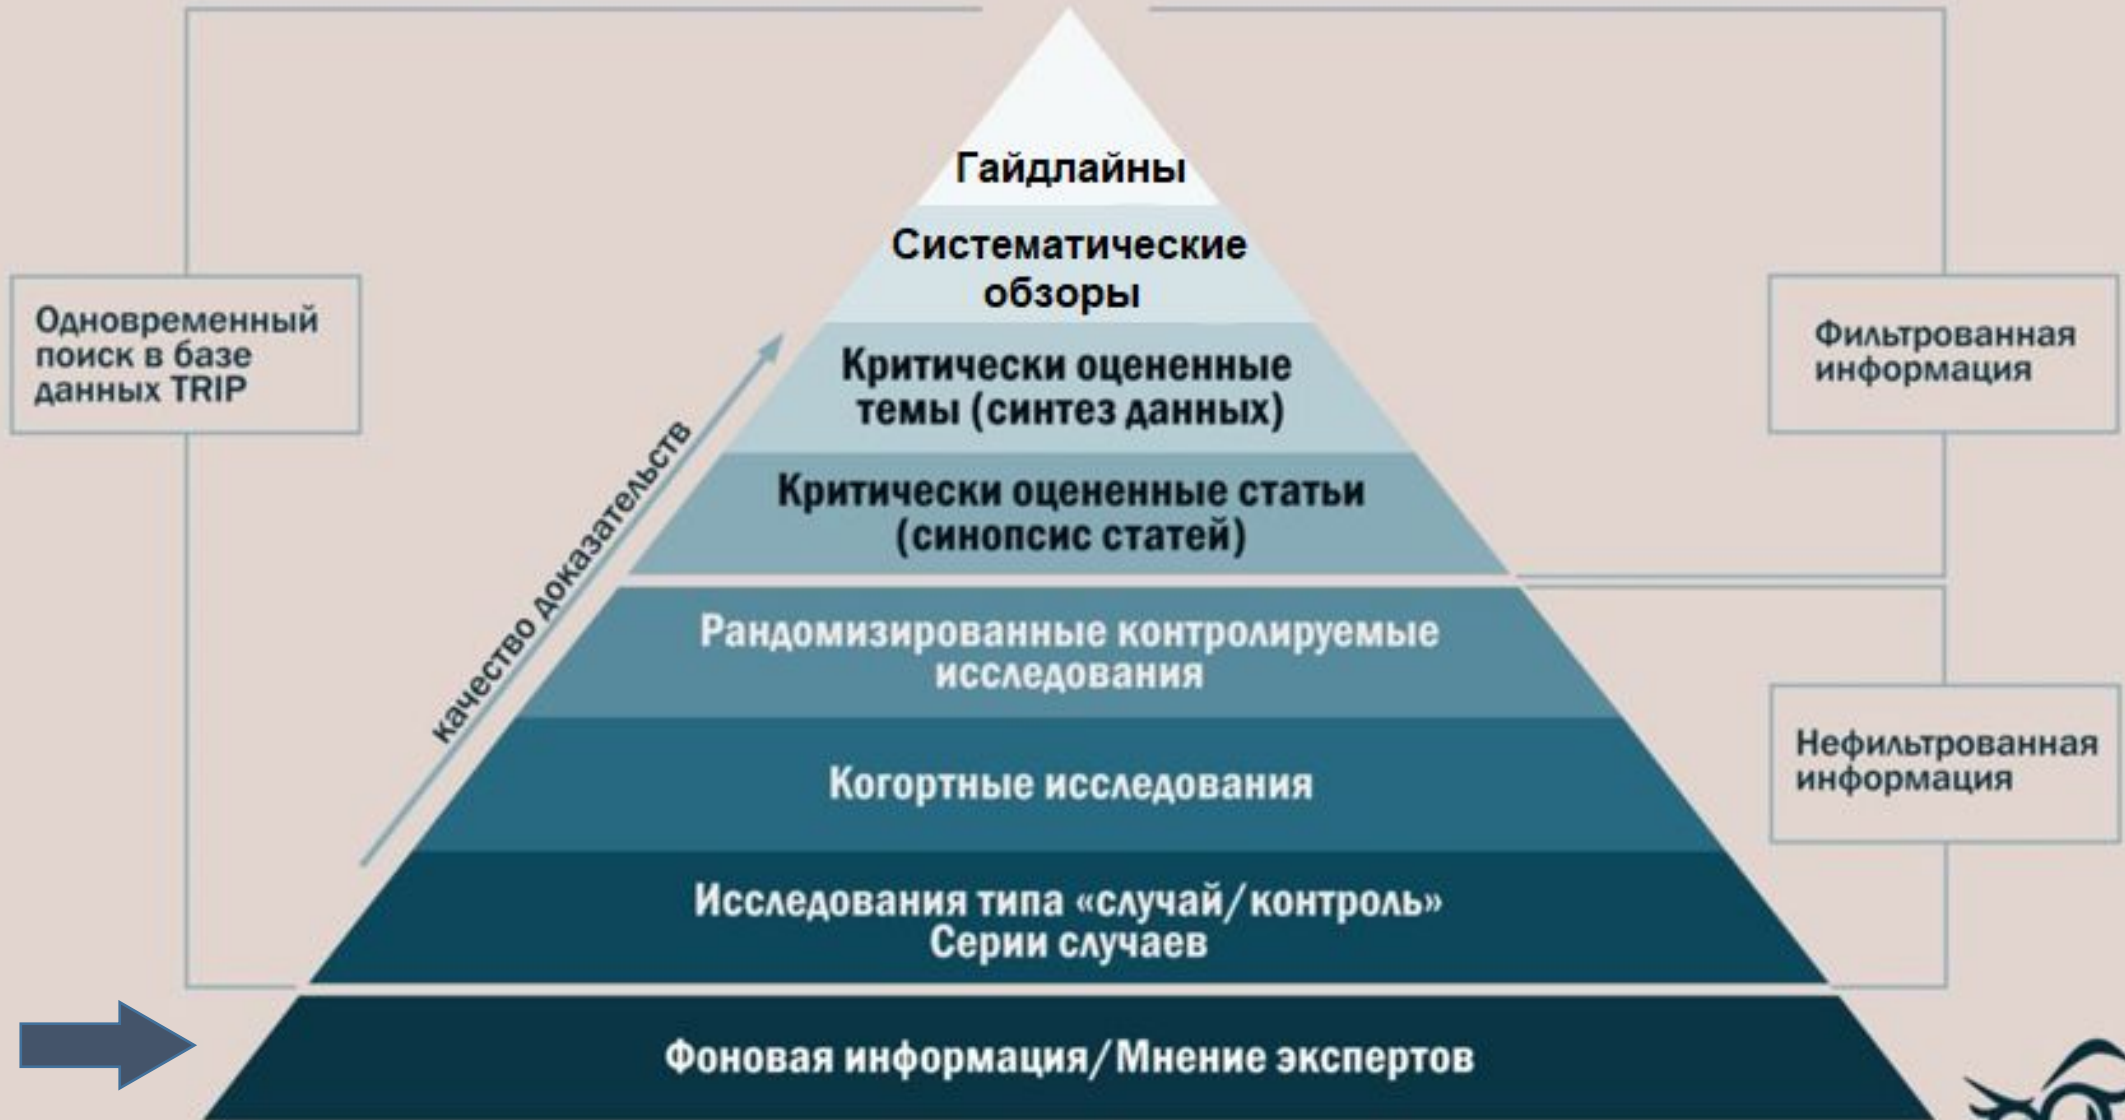 Гайдлайны
Систематические
обзоры
Одновременный
поиск в базе
данных TRIP
Фильтрованная
информация
Критически оцененные
темы (синтез данных)
качество доказательств
Критически оцененные статьи
(синопсис статей)
Рандомизированные контролируемые
исследования
Нефильтрованная
информация
Когортные исследования
Исследования типа «случай/контроль»
Серии случаев
Фоновая информация/Мнение экспертов